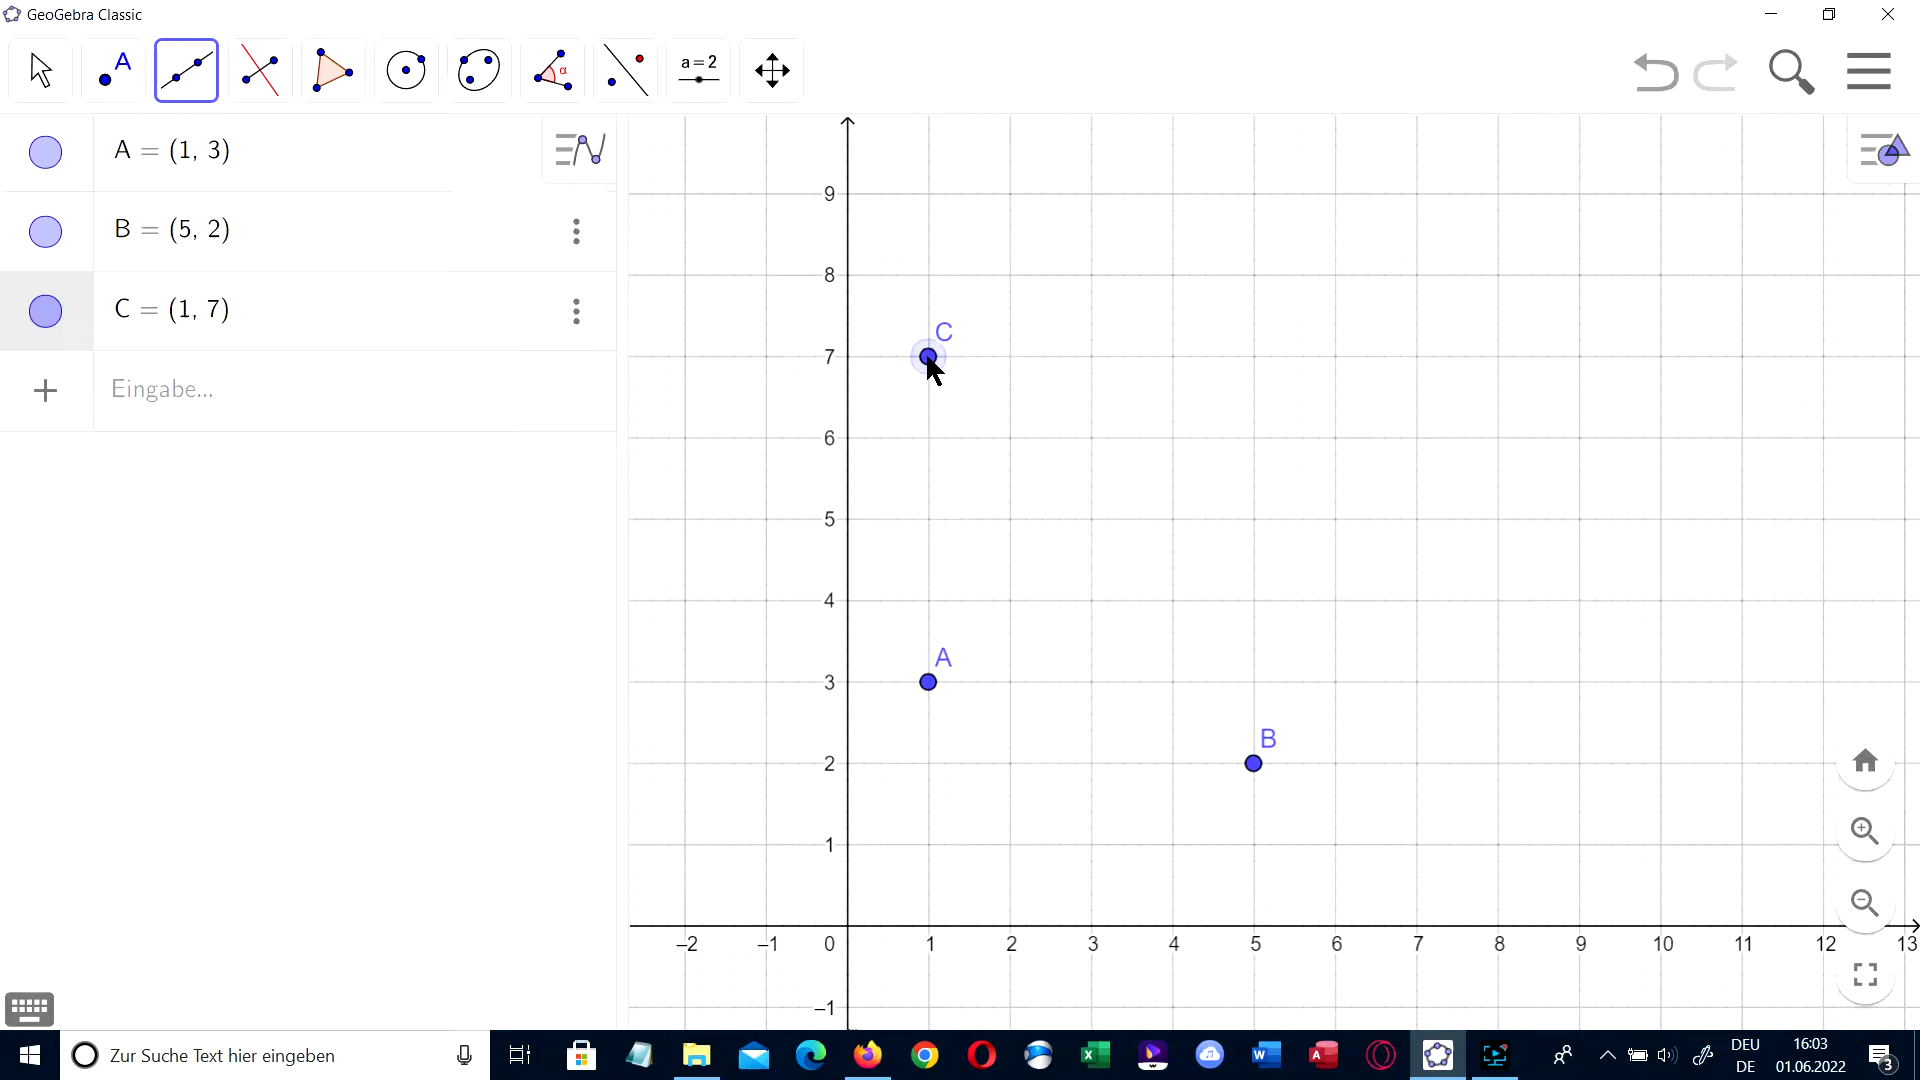 GeoGebra Classic
A
α
a = 2
A = (1, 3)
B = (5, 2)
C = (1, 7)
Eingabe...
9
8
7
6
5
4
3
2
1
–1
C
A
B
–2 –1 0 1 2 3 4 5 6 7 8 9 10 11 12 13
Zur Suche Text hier eingeben
DEU
DE
16:03
01.06.2022
3